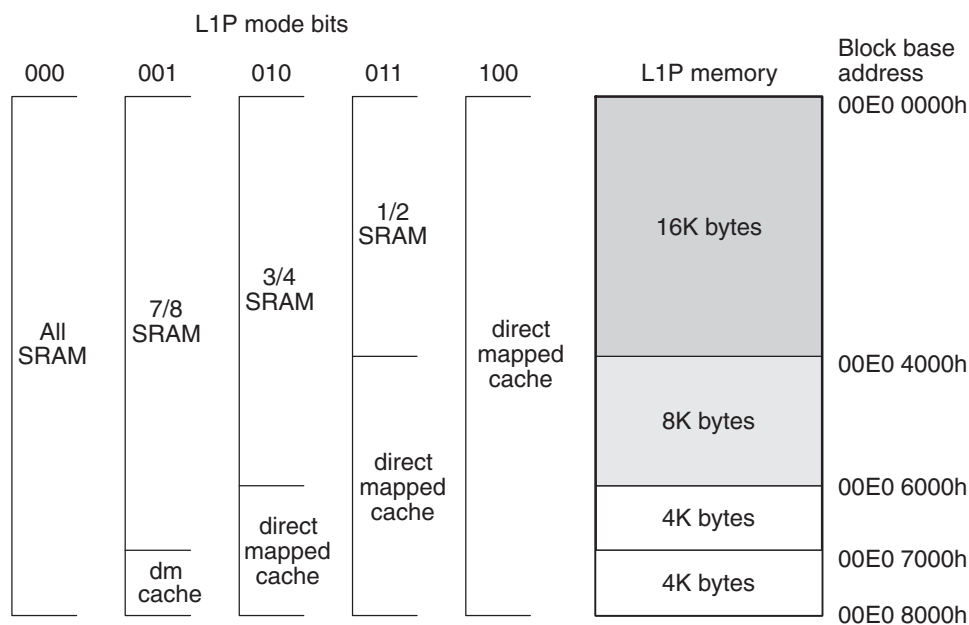 L1P mode bits
000 001 010 011 100 L1P memory
Block base
address
00E0 0000h
1/2
SRAM
16K bytes
3/4
SRAM
7/8
SRAM
All
SRAM
direct
mapped
cache
00E0 4000h
8K bytes
direct
mapped
cache
00E0 6000h
4K bytes
direct
mapped
cache
00E0 7000h
dm
cache
4K bytes
00E0 8000h